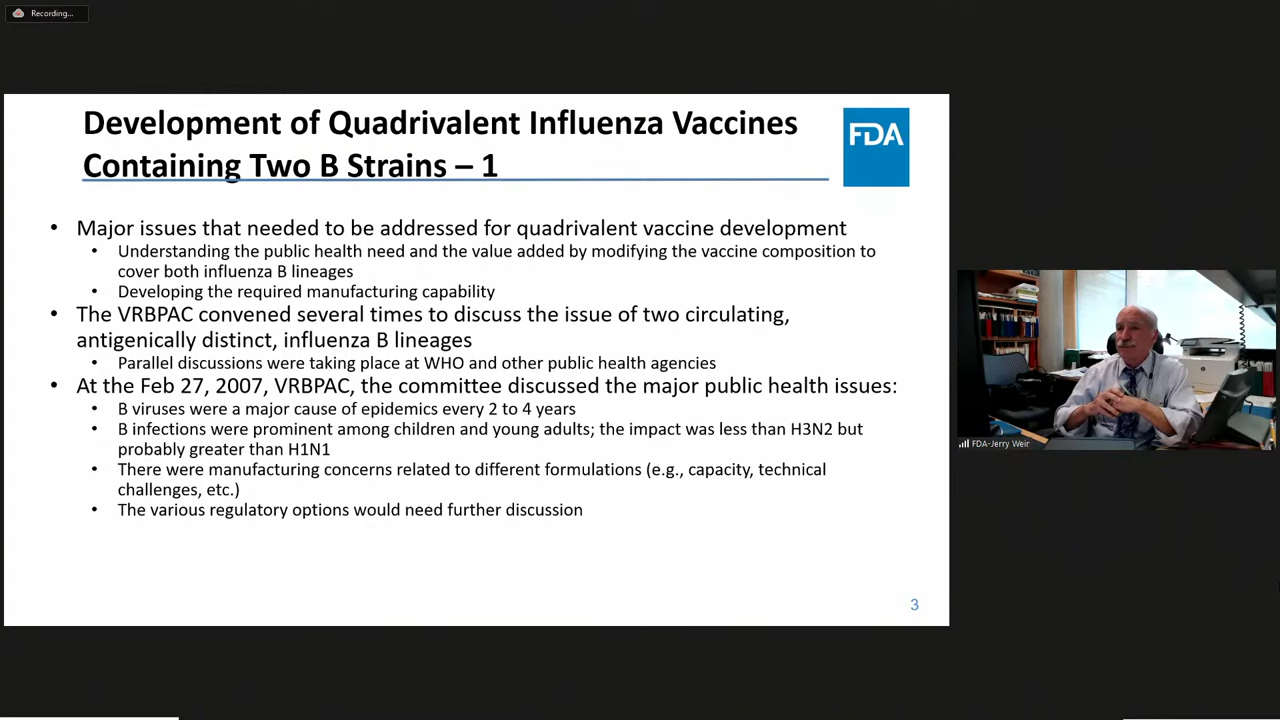 Recording...
Development of Quadrivalent Influenza Vaccines
Containing Two B Strains – 1
FDA
• Major issues that needed to be addressed for quadrivalent vaccine development
• Understanding the public health need and the value added by modifying the vaccine composition to
cover both influenza B lineages
• Developing the required manufacturing capability
• The VRBPAC convened several times to discuss the issue of two circulating,
antigenically distinct, influenza B lineages
• Parallel discussions were taking place at WHO and other public health agencies
• At the Feb 27, 2007, VRBPAC, the committee discussed the major public health issues:
• B viruses were a major cause of epidemics every 2 to 4 years
• B infections were prominent among children and young adults; the impact was less than H3N2 but
probably greater than H1N1
• There were manufacturing concerns related to different formulations (e.g., capacity, technical
challenges, etc.)
• The various regulatory options would need further discussion
3
FDA-Jerry Weir